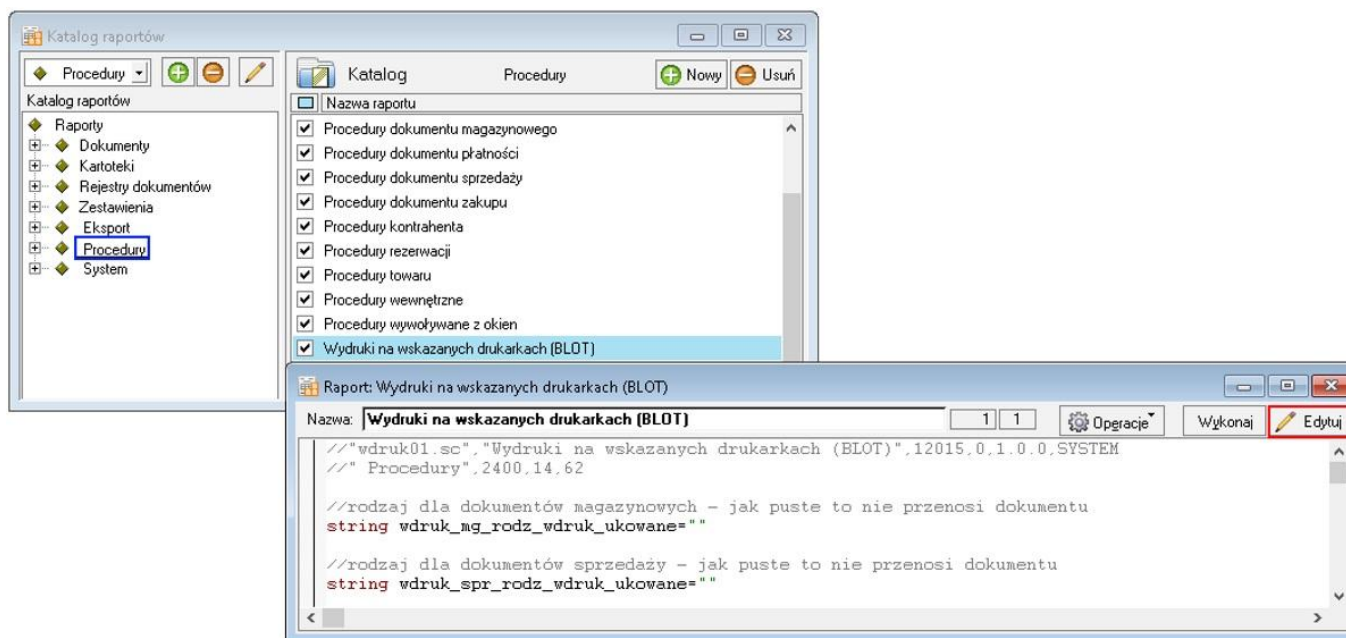 Katalog raportów
Procedury
Katalog raportów
Raporty
Dokumenty
Kartoteki
Rejestry dokumentów
Zestawienia
Eksport
Procedury
System
Katalog Procedury Nowy Usuń
Nazwa raportu
Procedury dokumentu magazynowego
Procedury dokumentu płatności
Procedury dokumentu sprzedaży
Procedury dokumentu zakupu
Procedury kontrahenta
Procedury rezerwacji
Procedury towaru
Procedury wewnętrzne
Procedury wywoływane z okien
Wydruki na wskazanych drukarkach (BLOT)
Raport: Wydruki na wskazanych drukarkach (BLOT)
Nazwa: Wydruki na wskazanych drukarkach (BLOT) 1 1 Operacje Wykonaj Edytuj
//"wdruk01.sc","Wydruki na wskazanych drukarkach (BLOT)",12015,0,1.0.0,SYSTEM
//" Procedury",2400,14,62
//rodzaj dla dokumentów magazynowych – jak puste to nie przenosi dokumentu
string wdruk_mg_rodz_wdruk_ukowane=""
//rodzaj dla dokumentów sprzedaży – jak puste to nie przenosi dokumentu
string wdruk_spr_rodz_wdruk_ukowane=""